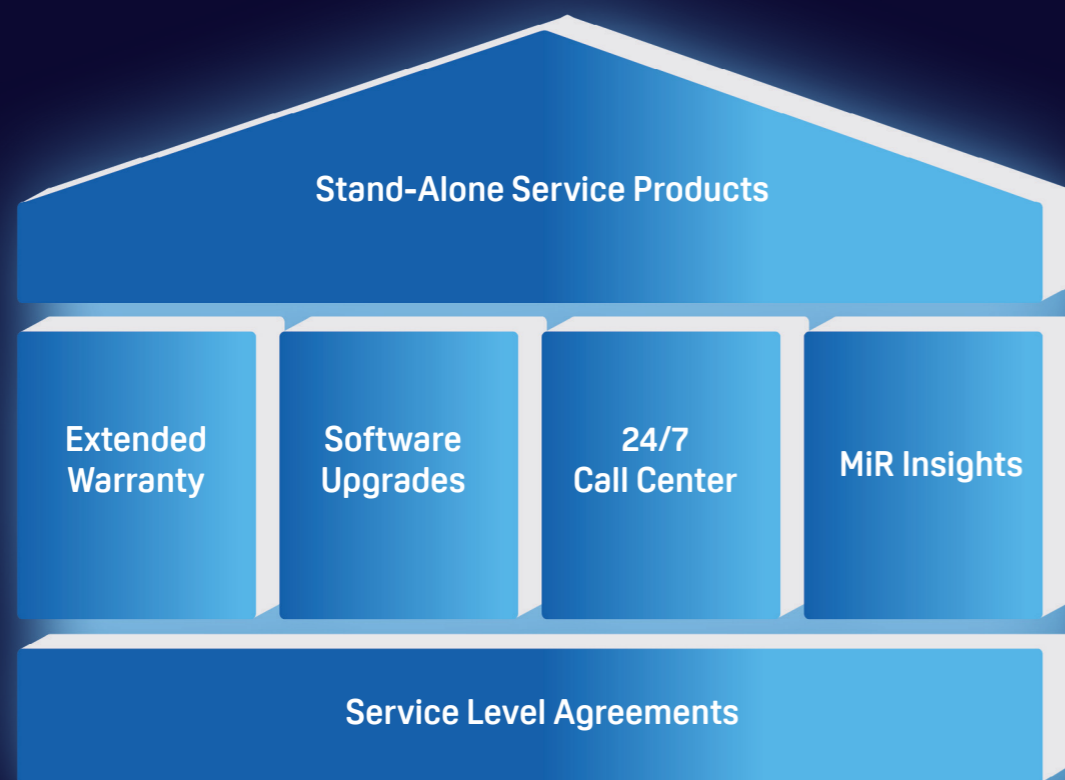 Stand-Alone Service Products
Extended
Warranty
Software
Upgrades
24/7
Call Center
MiR Insights
Service Level Agreements